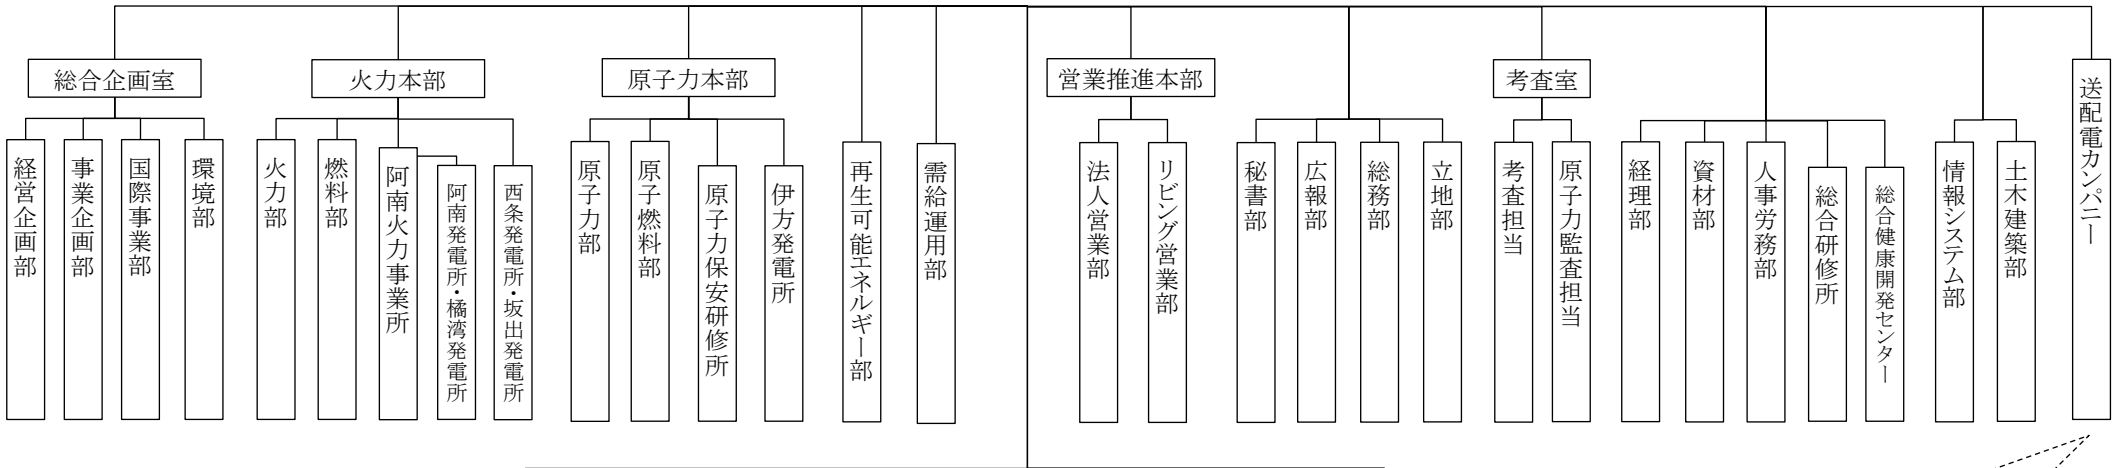 総合企画室
火力本部
原子力本部
営業推進本部
考査室
送配電カンパニー
経営企画部
事業企画部
国際事業部
環境部
火力部
燃料部
阿南火力事業所
阿南発電所・橘湾発電所
西条発電所・坂出発電所
原子力部
原子燃料部
原子力保安研修所
伊方発電所
再生可能エネルギー部
需給運用部
法人営業部
リビング営業部
秘書部
広報部
総務部
立地部
考査担当
原子力監査担当
経理部
資材部
人事労務部
総合研修所
総合健康開発センター
情報システム部
土木建築部